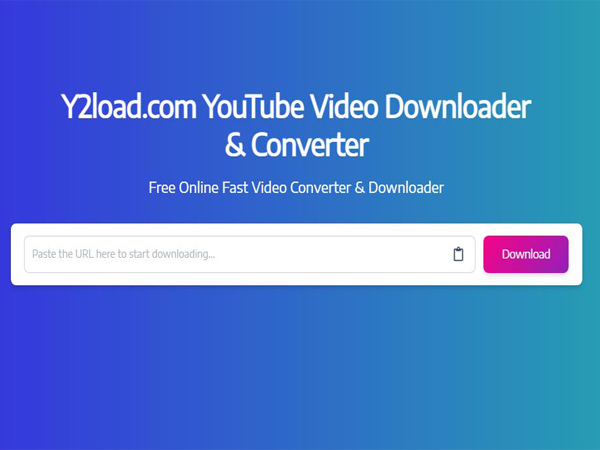 Y2load.com YouTube Video Downloader
& Converter
Free Online Fast Video Converter & Downloader
Paste the URL here to start downloading...
Download